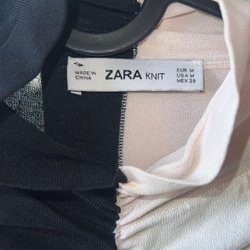 MADE IN
CHINA
ZARA KNIT
EUR M
USA M
MEX 28